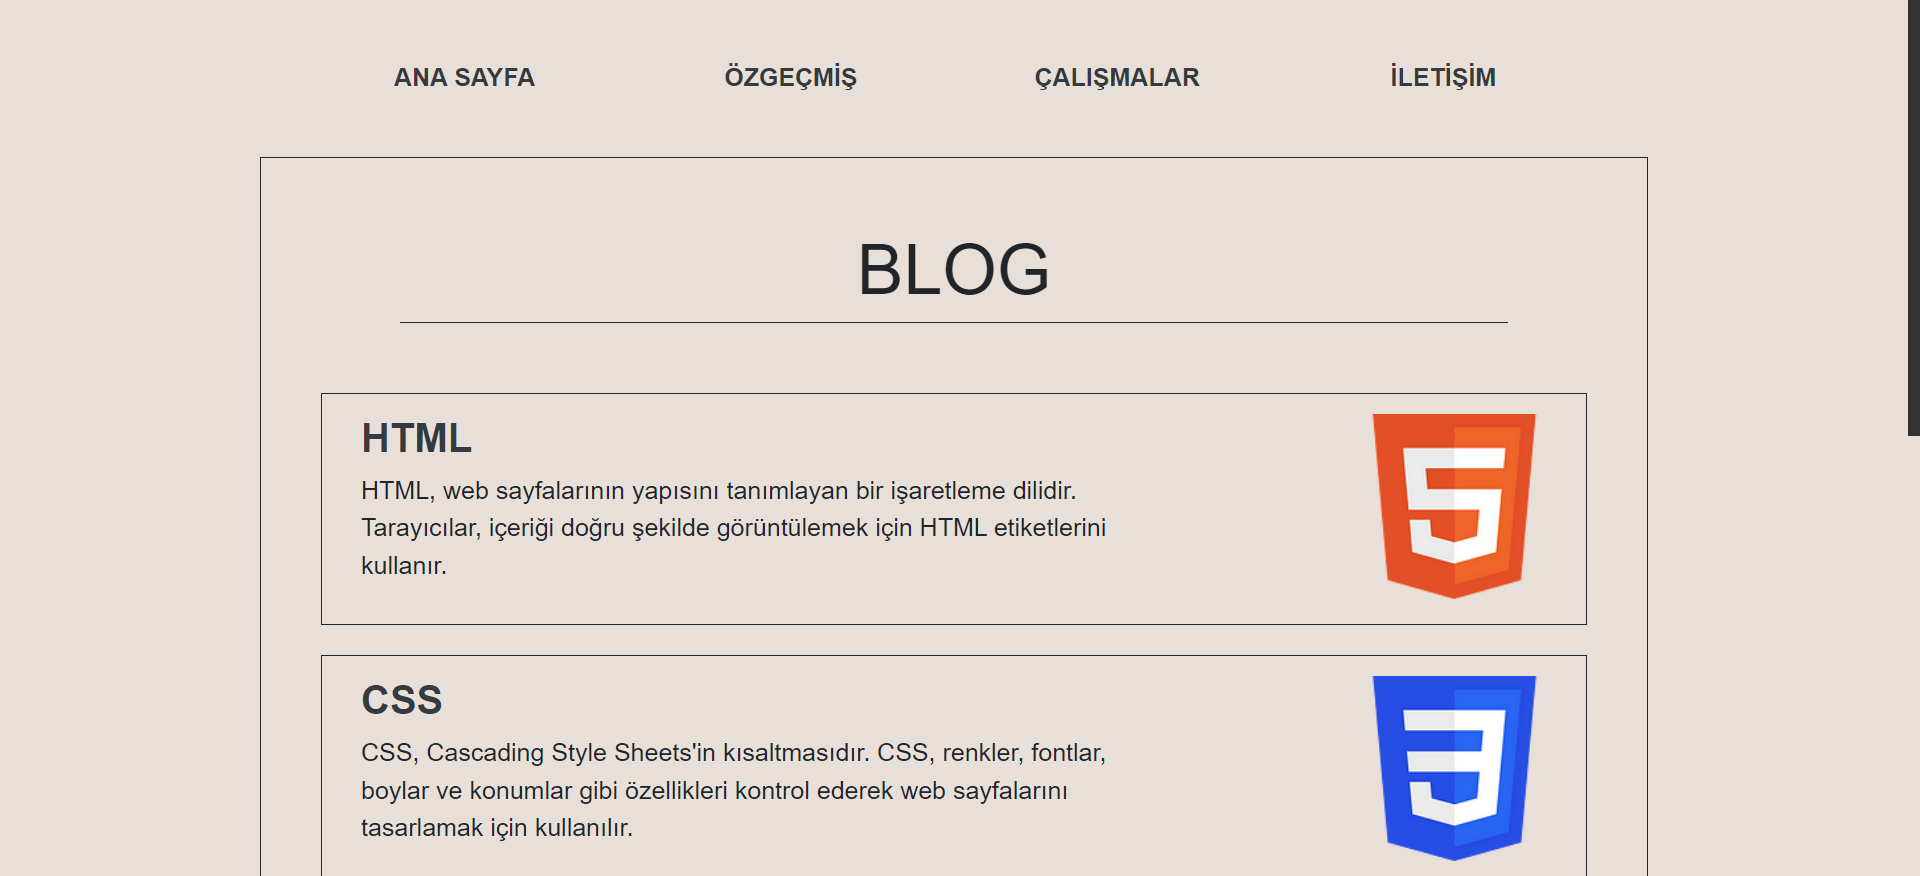 ANA SAYFA ÖZGEÇMİŞ ÇALIŞMALAR İLETİŞİM
BLOG
HTML
HTML, web sayfalarının yapısını tanımlayan bir işaretleme dilidir.
Tarayıcılar, içeriği doğru şekilde görüntülemek için HTML etiketlerini
kullanır.
CSS
CSS, Cascading Style Sheets'in kısaltmasıdır. CSS, renkler, fontlar,
boylar ve konumlar gibi özellikleri kontrol ederek web sayfalarını
tasarlamak için kullanılır.